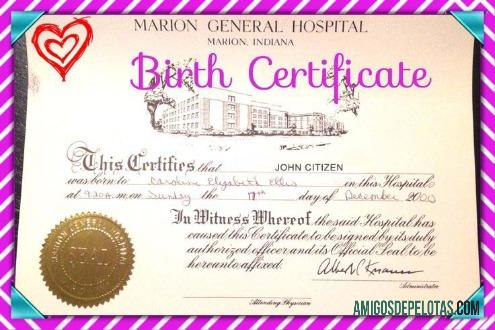 MARION GENERAL HOSPITAL
MARION, INDIANA
Birth Certificate
This Certifies that JOHN CITIZEN
was born to Caroline Elizabeth Ellis in this Hospital
at 9:20 A. m, on Sunday the 17th day of December 2000
In Witness Whereof the said Hospital has
caused this Certificate to be signed by its duly
authorized officer and its Official Seal to be
hereunto affixed.
Administrator
Attending Physician
AMIGOSDEPELOTAS.COM